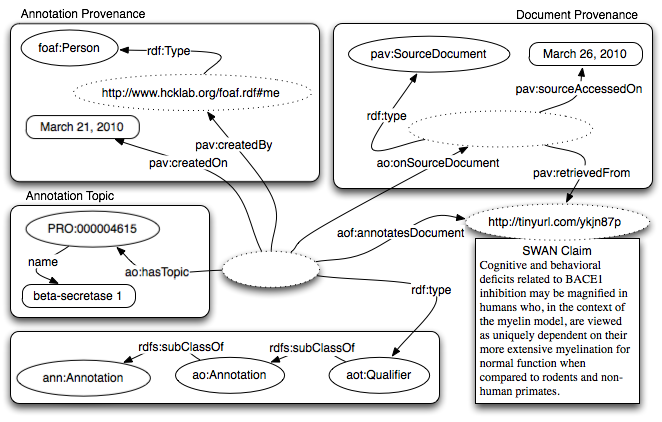 Annotation Provenance
foaf:Person
rdf:Type
http://www.hcklab.org/foaf.rdf#me
March 21, 2010
pav:createdBy
pav:createdOn
Document Provenance
pav:SourceDocument
March 26, 2010
pav:sourceAccessedOn
rdf:type
ao:onSourceDocument
pav:retrievedFrom
Annotation Topic
PRO:000004615
name
ao:hasTopic
beta-secretase 1
aof:annotatesDocument
http://tinyurl.com/ykjn87p
rdf:type
SWAN Claim
Cognitive and behavioral
deficits related to BACE1
inhibition may be magnified in
humans who, in the context of
the myelin model, are viewed
as uniquely dependent on their
more extensive myelination for
normal function when
compared to rodents and non-
human primates.
rdfs:subClassOf
rdfs:subClassOf
ann:Annotation
ao:Annotation
aot:Qualifier